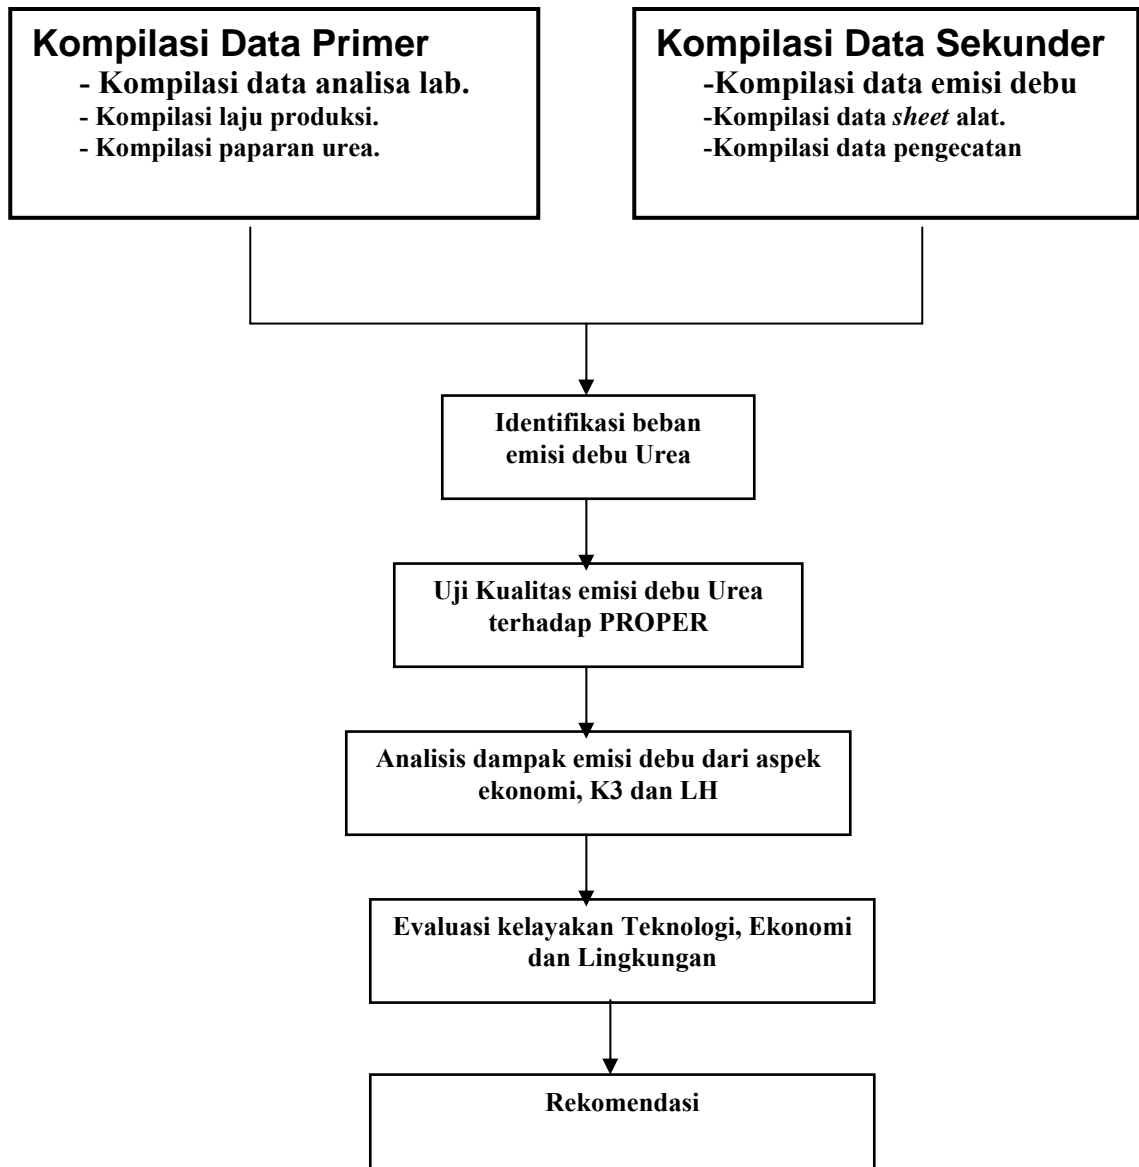 Kompilasi Data Primer
- Kompilasi data analisa lab.
- Kompilasi laju produksi.
- Kompilasi paparan urea.
Kompilasi Data Sekunder
-Kompilasi data emisi debu
-Kompilasi data sheet alat.
-Kompilasi data pengecatan
Identifikasi beban
emisi debu Urea
Uji Kualitas emisi debu Urea
terhadap PROPER
Analisis dampak emisi debu dari aspek
ekonomi, K3 dan LH
Evaluasi kelayakan Teknologi, Ekonomi
dan Lingkungan
Rekomendasi